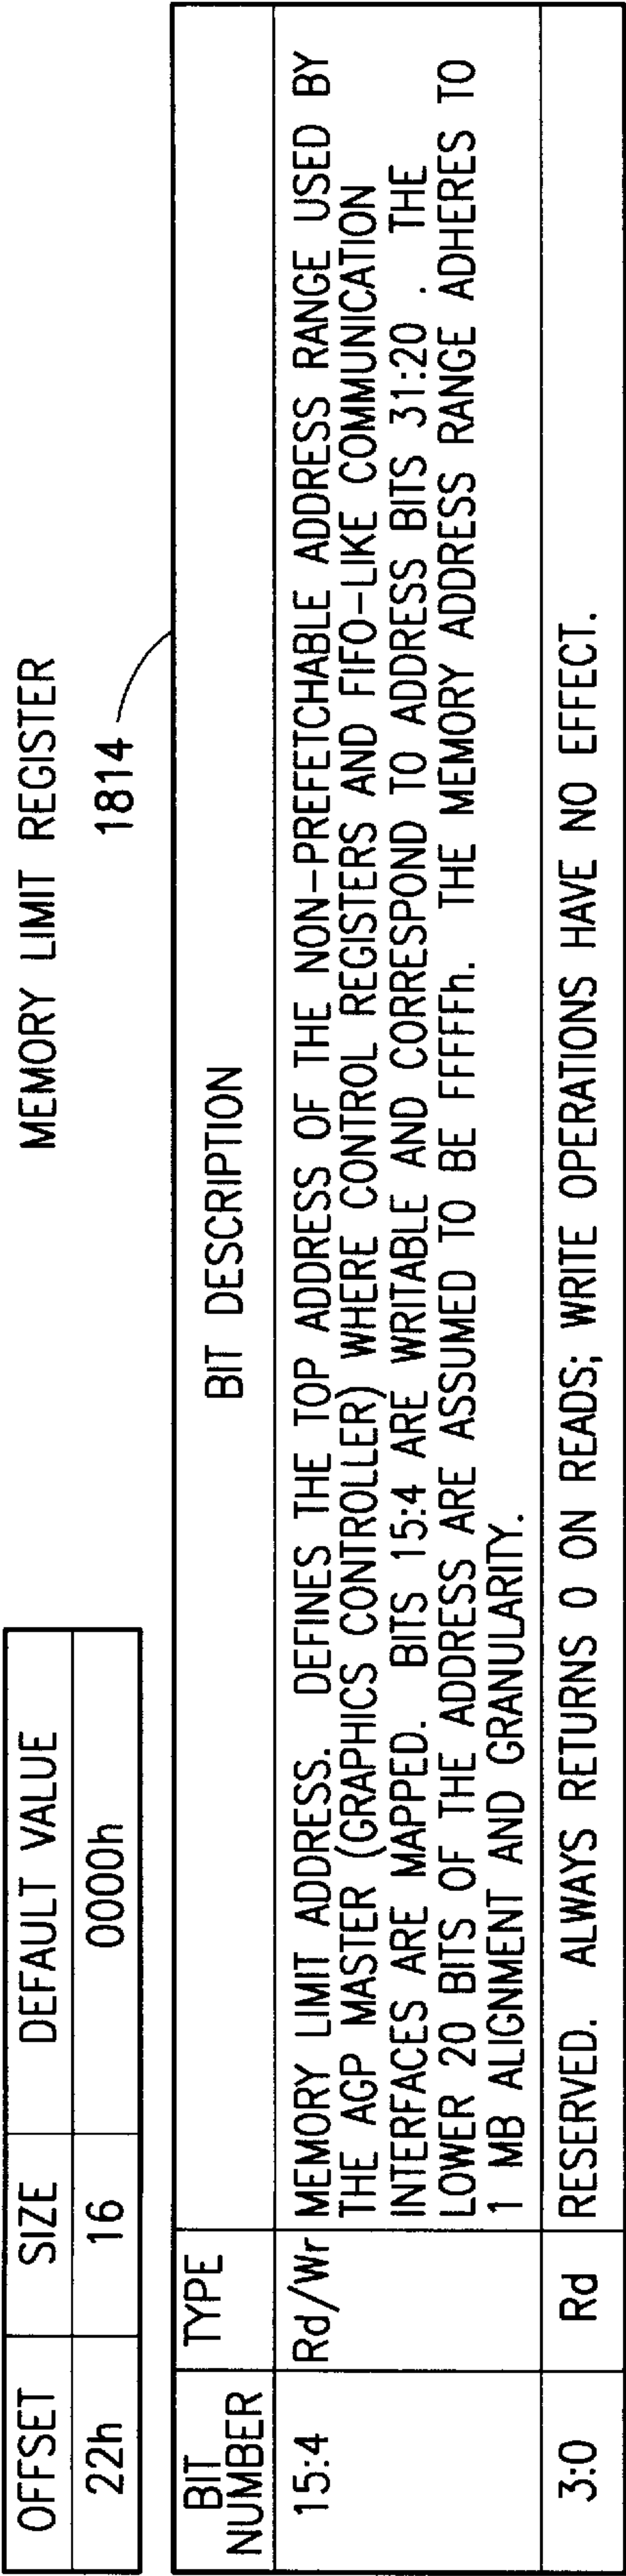 MEMORY LIMIT REGISTER
1814
OFFSET SIZE DEFAULT VALUE
22h 16 0000h
BIT NUMBER TYPE BIT DESCRIPTION
15:4 Rd/Wr MEMORY LIMIT ADDRESS. DEFINES THE TOP ADDRESS OF THE NON-PREFETCHABLE ADDRESS RANGE USED BY
THE AGP MASTER (GRAPHICS CONTROLLER) WHERE CONTROL REGISTERS AND FIFO-LIKE COMMUNICATION
INTERFACES ARE MAPPED. BITS 15:4 ARE WRITABLE AND CORRESPOND TO ADDRESS BITS 31:20 . THE
LOWER 20 BITS OF THE ADDRESS ARE ASSUMED TO BE FFFFFh. THE MEMORY ADDRESS RANGE ADHERES TO
1 MB ALIGNMENT AND GRANULARITY.
3:0 Rd RESERVED. ALWAYS RETURNS 0 ON READS; WRITE OPERATIONS HAVE NO EFFECT.